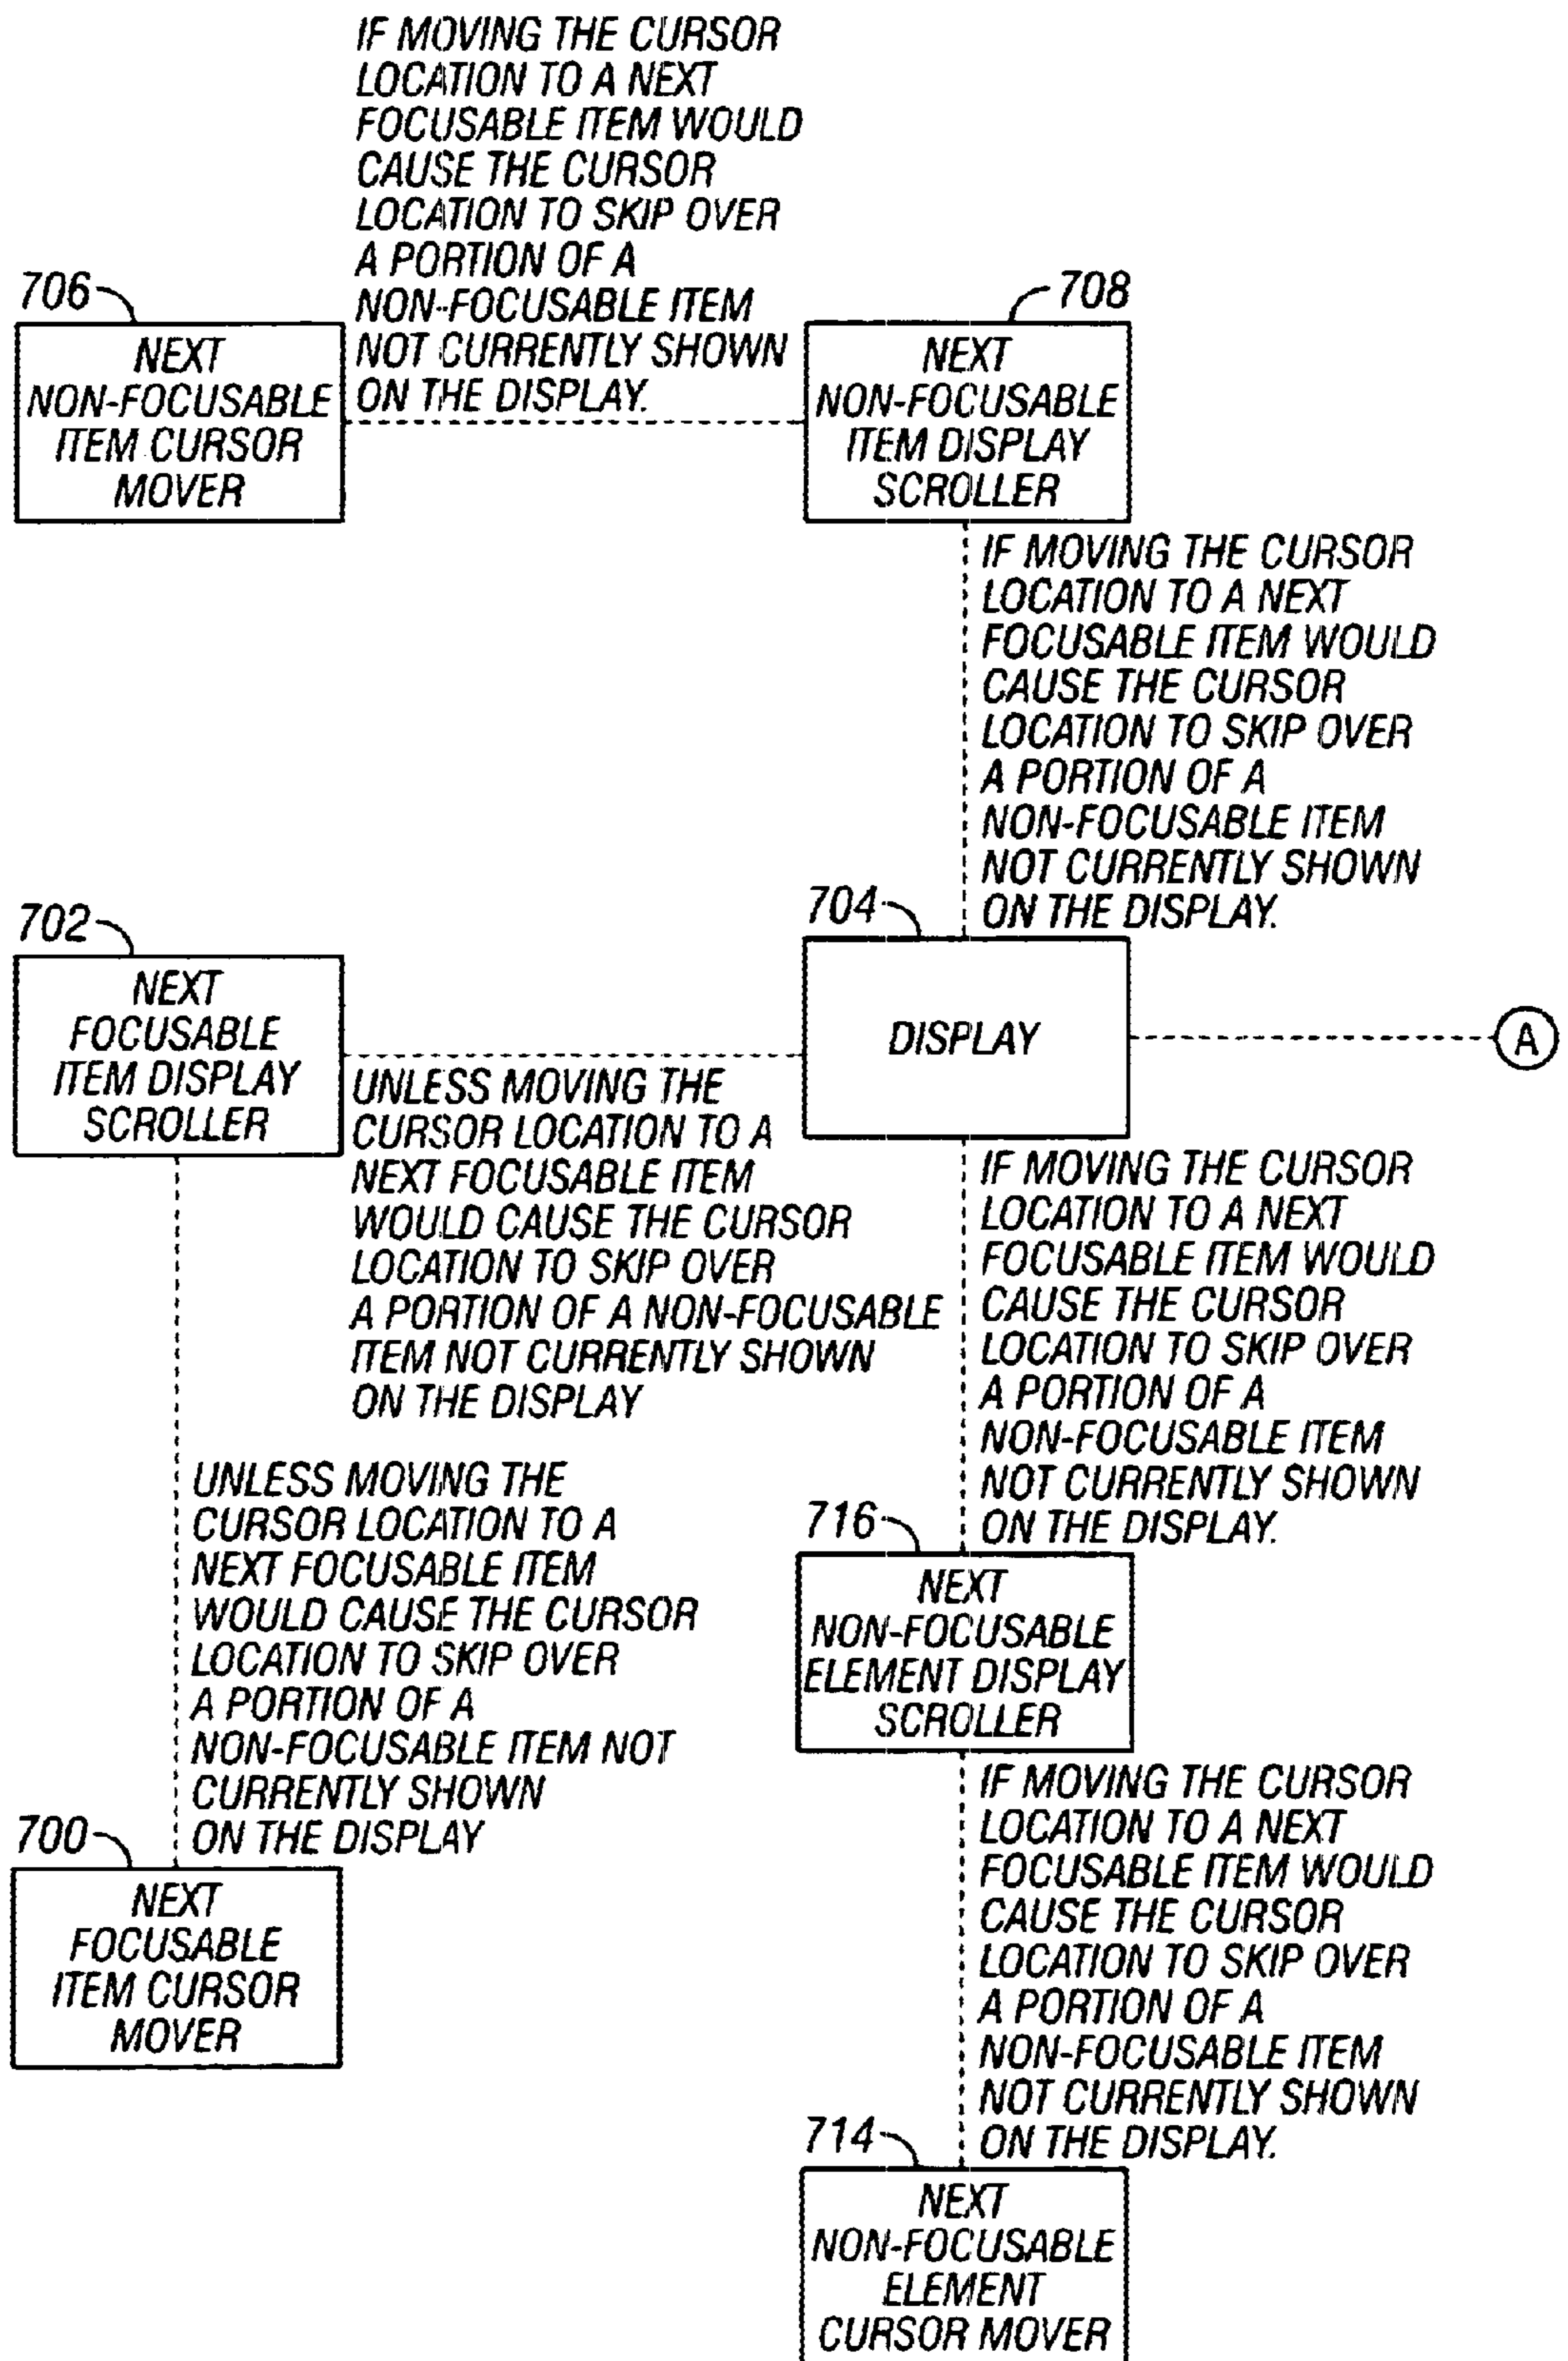 IF MOVING THE CURSOR
LOCATION TO A NEXT
FOCUSABLE ITEM WOULD
CAUSE THE CURSOR
LOCATION TO SKIP OVER
A PORTION OF A
NON-FOCUSABLE ITEM
NOT CURRENTLY SHOWN
ON THE DISPLAY.
706
NEXT
NON-FOCUSABLE
ITEM CURSOR
MOVER
708
NEXT
NON-FOCUSABLE
ITEM DISPLAY
SCROLLER
IF MOVING THE CURSOR
LOCATION TO A NEXT
FOCUSABLE ITEM WOULD
CAUSE THE CURSOR
LOCATION TO SKIP OVER
A PORTION OF A
NON-FOCUSABLE ITEM
NOT CURRENTLY SHOWN
ON THE DISPLAY.
702
NEXT
FOCUSABLE
ITEM DISPLAY
SCROLLER
704
DISPLAY
A
UNLESS MOVING THE
CURSOR LOCATION TO A
NEXT FOCUSABLE ITEM
WOULD CAUSE THE CURSOR
LOCATION TO SKIP OVER
A PORTION OF A NON-FOCUSABLE
ITEM NOT CURRENTLY SHOWN
ON THE DISPLAY
IF MOVING THE CURSOR
LOCATION TO A NEXT
FOCUSABLE ITEM WOULD
CAUSE THE CURSOR
LOCATION TO SKIP OVER
A PORTION OF A
NON-FOCUSABLE ITEM
NOT CURRENTLY SHOWN
ON THE DISPLAY.
UNLESS MOVING THE
CURSOR LOCATION TO A
NEXT FOCUSABLE ITEM
WOULD CAUSE THE CURSOR
LOCATION TO SKIP OVER
A PORTION OF A
NON-FOCUSABLE ITEM NOT
CURRENTLY SHOWN
ON THE DISPLAY
716
NEXT
NON-FOCUSABLE
ELEMENT DISPLAY
SCROLLER
700
NEXT
FOCUSABLE
ITEM CURSOR
MOVER
IF MOVING THE CURSOR
LOCATION TO A NEXT
FOCUSABLE ITEM WOULD
CAUSE THE CURSOR
LOCATION TO SKIP OVER
A PORTION OF A
NON-FOCUSABLE ITEM
NOT CURRENTLY SHOWN
ON THE DISPLAY.
714
NEXT
NON-FOCUSABLE
ELEMENT
CURSOR MOVER